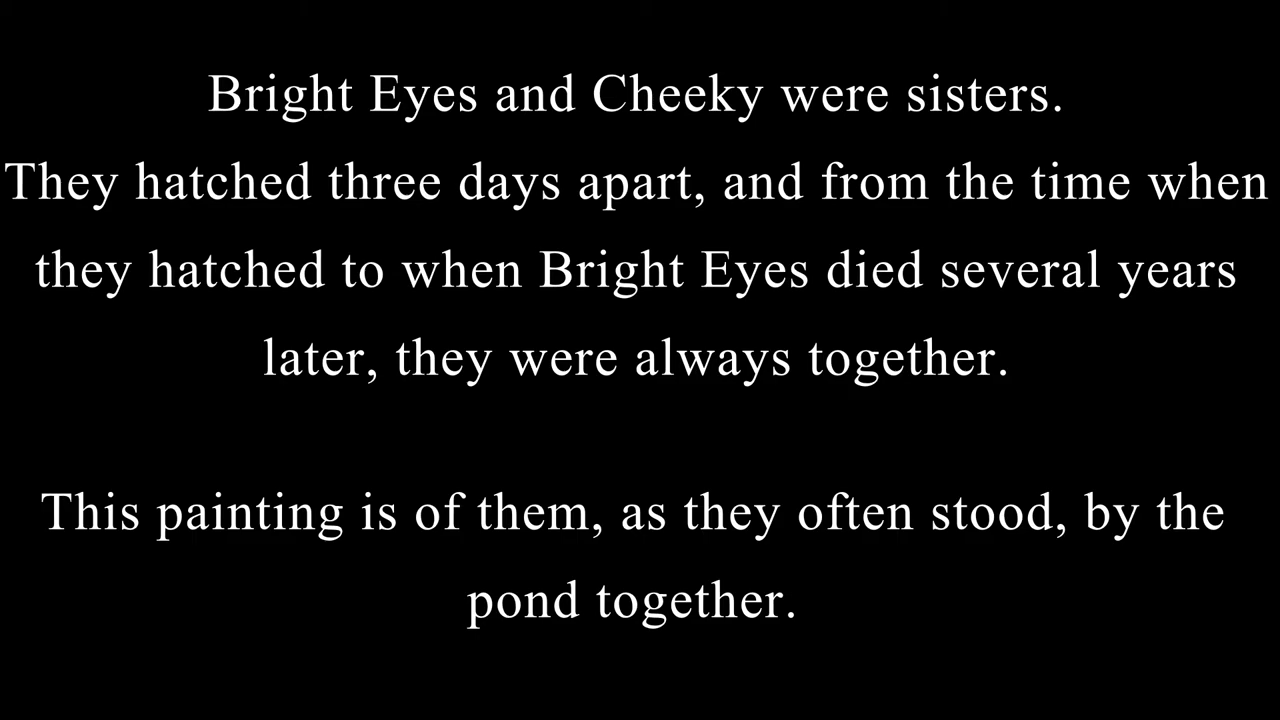 Bright Eyes and Cheeky were sisters.
They hatched three days apart, and from the time when
they hatched to when Bright Eyes died several years
later, they were always together.
This painting is of them, as they often stood, by the
pond together.